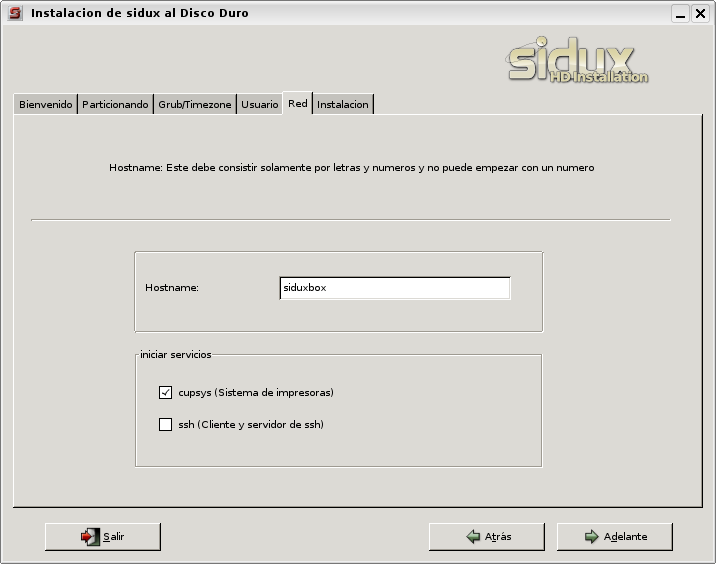 Instalacion de sidux al Disco Duro
sidux
HD-Installation
Bienvenido Particionando Grub/Timezone Usuario Red Instalacion
Hostname: Este debe consistir solamente por letras y numeros y no puede empezar con un numero
Hostname: siduxbox
iniciar servicios
cupsys (Sistema de impresoras)
ssh (Cliente y servidor de ssh)
Salir Atrás Adelante